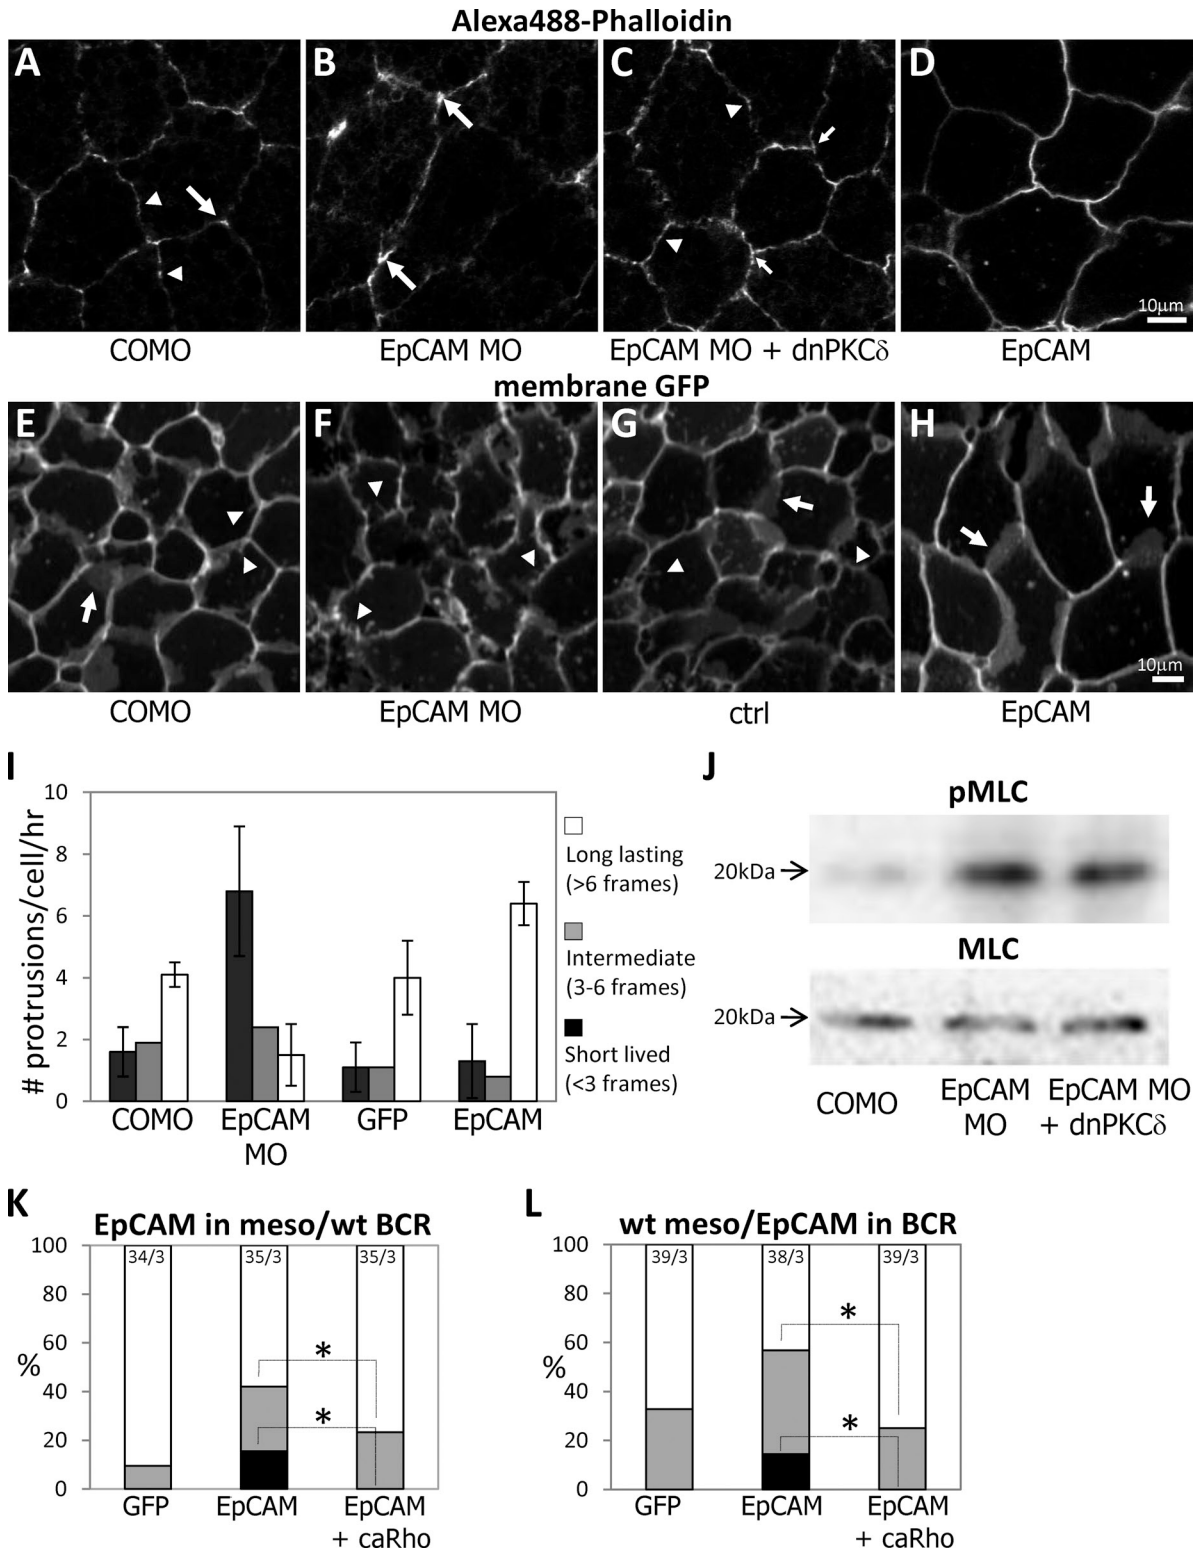 Alexa488-Phalloidin
A
B
C
D
10µm
COMO
EpCAM MO
EpCAM MO + dnPKCδ
EpCAM
membrane GFP
E
F
G
H
10µm
COMO
EpCAM MO
ctrl
EpCAM
I
# protrusions/cell/hr
10
8
6
4
2
0
COMO
EpCAM
MO
GFP
EpCAM
Long lasting
(>6 frames)
Intermediate
(3-6 frames)
Short lived
(<3 frames)
J
pMLC
20kDa
MLC
20kDa
COMO
EpCAM
MO
EpCAM MO
+ dnPKCδ
K
EpCAM in meso/wt BCR
100
80
60
40
20
0
%
34/3
35/3
35/3
*
*
GFP
EpCAM
EpCAM
+ caRho
L
wt meso/EpCAM in BCR
100
80
60
40
20
0
%
39/3
38/3
39/3
*
*
GFP
EpCAM
EpCAM
+ caRho